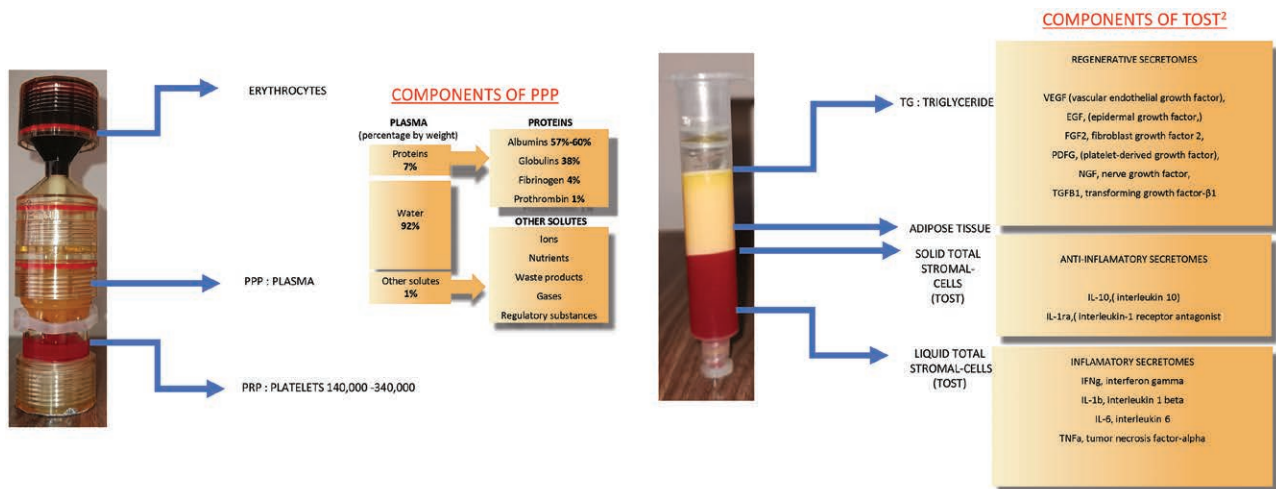 ERYTHROCYTES
PPP : PLASMA
PRP : PLATELETS 140,000 -340,000
COMPONENTS OF PPP
PLASMA
(percentage by weight)
Proteins
7%
Water
92%
Other solutes
1%
PROTEINS
Albumins 57%-60%
Globulins 38%
Fibrinogen 4%
Prothrombin 1%
OTHER SOLUTES
Ions
Nutrients
Waste products
Gases
Regulatory substances
TG : TRIGLYCERIDE
ADIPOSE TISSUE
SOLID TOTAL
STROMAL-
CELLS
(TOST)
LIQUID TOTAL
STROMAL-CELLS
(TOST)
COMPONENTS OF TOST²
REGENERATIVE SECRETOMES
VEGF (vascular endothelial growth factor),
EGF, (epidermal growth factor,)
FGF2, fibroblast growth factor 2,
PDFG, (platelet-derived growth factor),
NGF, nerve growth factor,
TGFB1, transforming growth factor-β1
ANTI-INFLAMATORY SECRETOMES
IL-10,( interleukin 10)
IL-1ra,( interleukin-1 receptor antagonist
INFLAMATORY SECRETOMES
IFNg, interferon gamma
IL-1b, interleukin 1 beta
IL-6, interleukin 6
TNFa, tumor necrosis factor-alpha